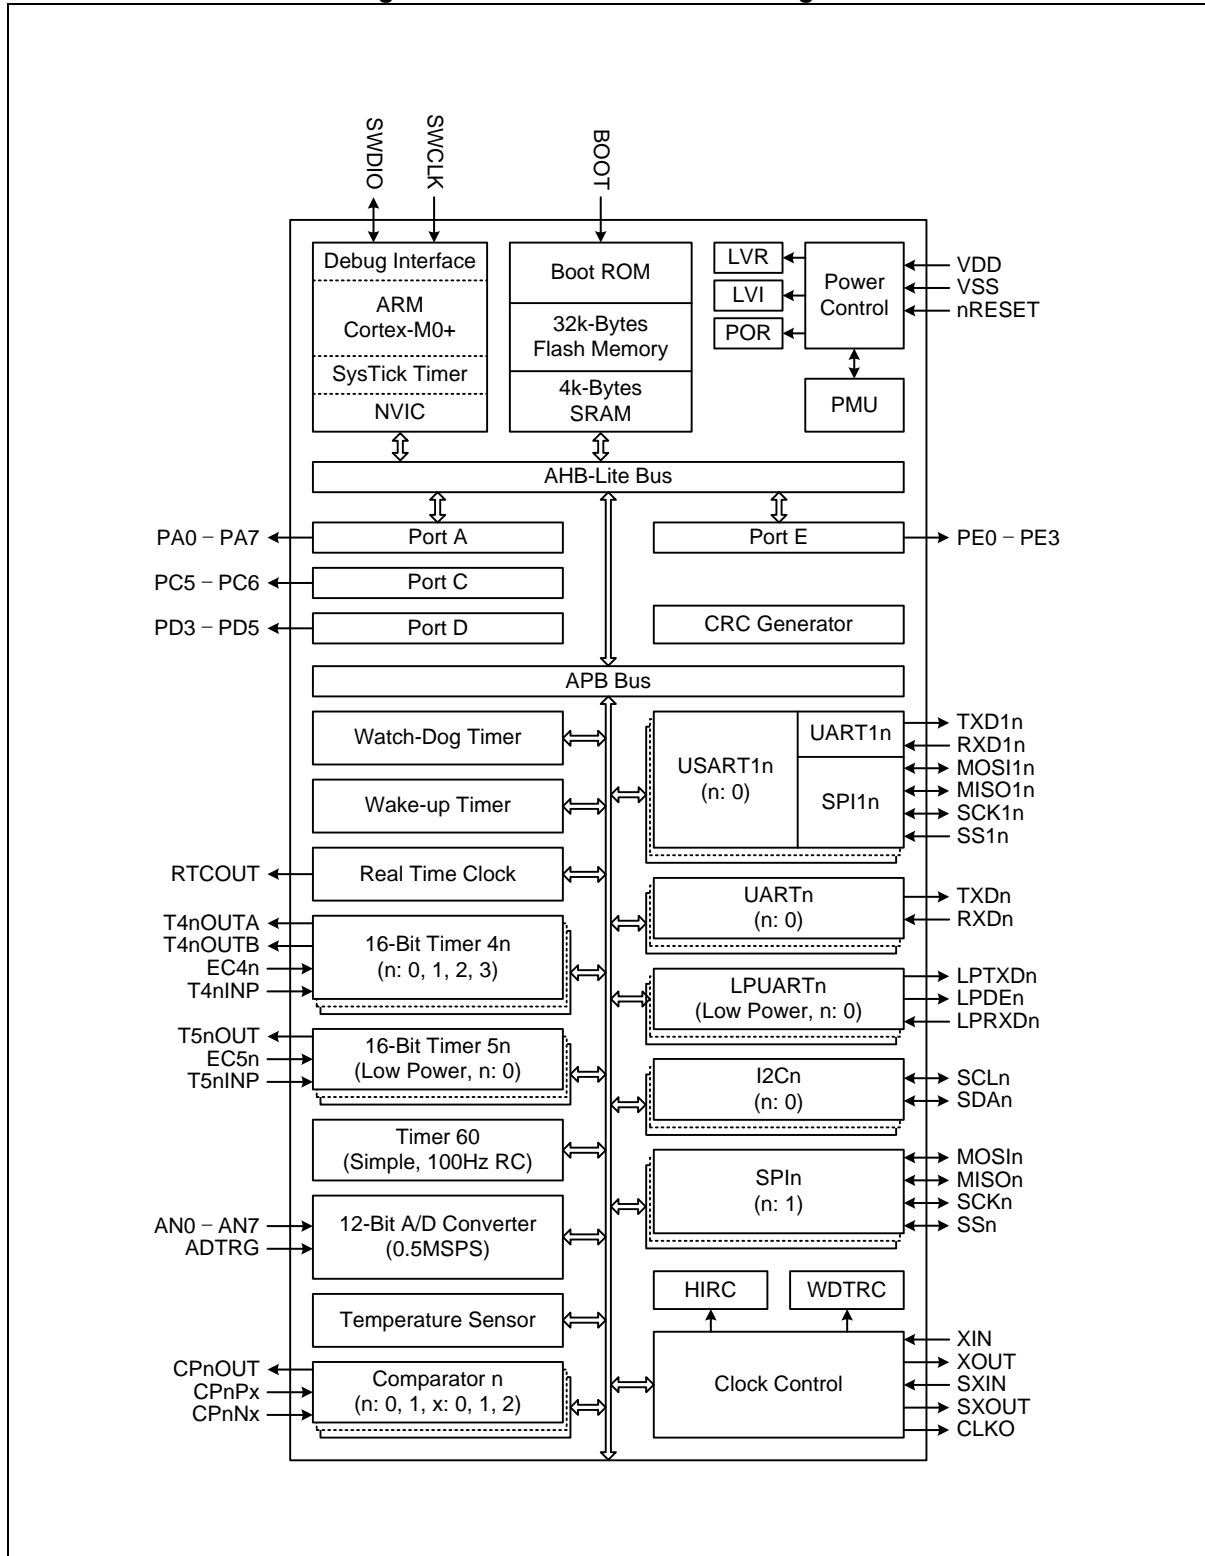 SWDIO
SWCLK
BOOT
Debug Interface
ARM
Cortex-M0+
SysTick Timer
NVIC
Boot ROM
32k-Bytes
Flash Memory
4k-Bytes
SRAM
LVR
LVI
POR
Power
Control
PMU
VDD
VSS
nRESET
AHB-Lite Bus
PA0 – PA7
Port A
Port E
PE0 – PE3
PC5 – PC6
Port C
PD3 – PD5
Port D
CRC Generator
APB Bus
Watch-Dog Timer
Wake-up Timer
RTCOUT
Real Time Clock
T4nOUTA
T4nOUTB
EC4n
T4nINP
16-Bit Timer 4n
(n: 0, 1, 2, 3)
T5nOUT
EC5n
T5nINP
16-Bit Timer 5n
(Low Power, n: 0)
Timer 60
(Simple, 100Hz RC)
AN0 – AN7
ADTRG
12-Bit A/D Converter
(0.5MSPS)
Temperature Sensor
CPnOUT
CPnPx
CPnNx
Comparator n
(n: 0, 1, x: 0, 1, 2)
USART1n
(n: 0)
UART1n
SPI1n
TXD1n
RXD1n
MOSI1n
MISO1n
SCK1n
SS1n
UARTn
(n: 0)
TXDn
RXDn
LPUARTn
(Low Power, n: 0)
LPTXDn
LPDEn
LPRXDn
I2Cn
(n: 0)
SCLn
SDAn
SPIn
(n: 1)
MOSIn
MISOn
SCKn
SSn
HIRC
WDTRC
Clock Control
XIN
XOUT
SXIN
SXOUT
CLKO